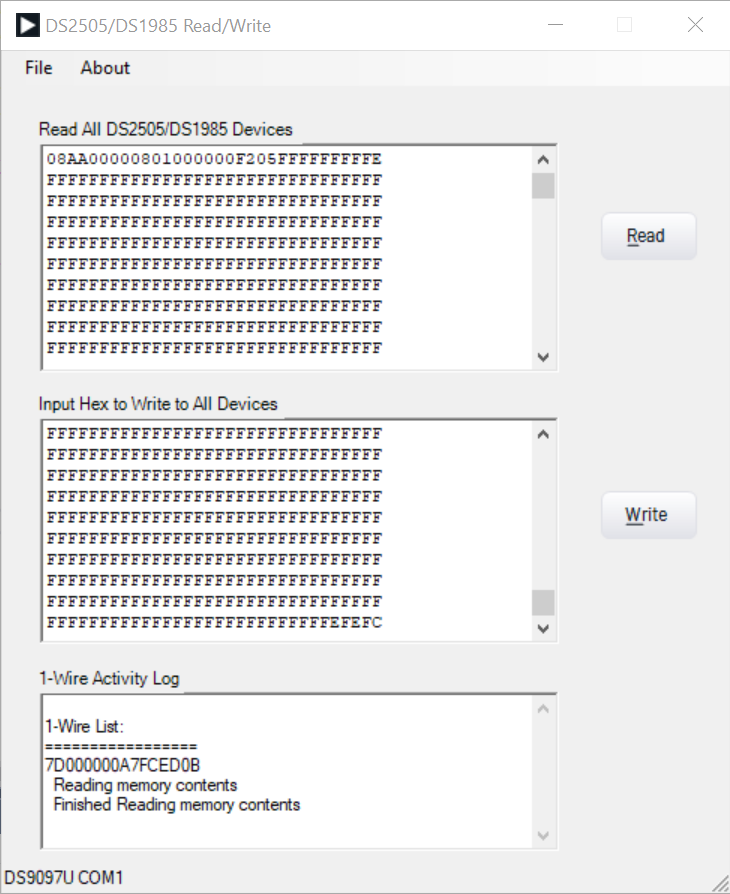 DS2505/DS1985 Read/Write
File About
Read All DS2505/DS1985 Devices
08AA00000801000000F205FFFFFFFFFE
FFFFFFFFFFFFFFFFFFFFFFFFFFFFFFFF
FFFFFFFFFFFFFFFFFFFFFFFFFFFFFFFF
FFFFFFFFFFFFFFFFFFFFFFFFFFFFFFFF
FFFFFFFFFFFFFFFFFFFFFFFFFFFFFFFF
FFFFFFFFFFFFFFFFFFFFFFFFFFFFFFFF
FFFFFFFFFFFFFFFFFFFFFFFFFFFFFFFF
FFFFFFFFFFFFFFFFFFFFFFFFFFFFFFFF
FFFFFFFFFFFFFFFFFFFFFFFFFFFFFFFF
FFFFFFFFFFFFFFFFFFFFFFFFFFFFFFFF
Read
Input Hex to Write to All Devices
FFFFFFFFFFFFFFFFFFFFFFFFFFFFFFFF
FFFFFFFFFFFFFFFFFFFFFFFFFFFFFFFF
FFFFFFFFFFFFFFFFFFFFFFFFFFFFFFFF
FFFFFFFFFFFFFFFFFFFFFFFFFFFFFFFF
FFFFFFFFFFFFFFFFFFFFFFFFFFFFFFFF
FFFFFFFFFFFFFFFFFFFFFFFFFFFFFFFF
FFFFFFFFFFFFFFFFFFFFFFFFFFFFFFFF
FFFFFFFFFFFFFFFFFFFFFFFFFFFFFFFF
FFFFFFFFFFFFFFFFFFFFFFFFFFFFFFFF
FFFFFFFFFFFFFFFFFFFFFFFFFFFEFEFC
Write
1-Wire Activity Log
1-Wire List:
=================
7D000000A7FCED0B
Reading memory contents
Finished Reading memory contents
DS9097U COM1